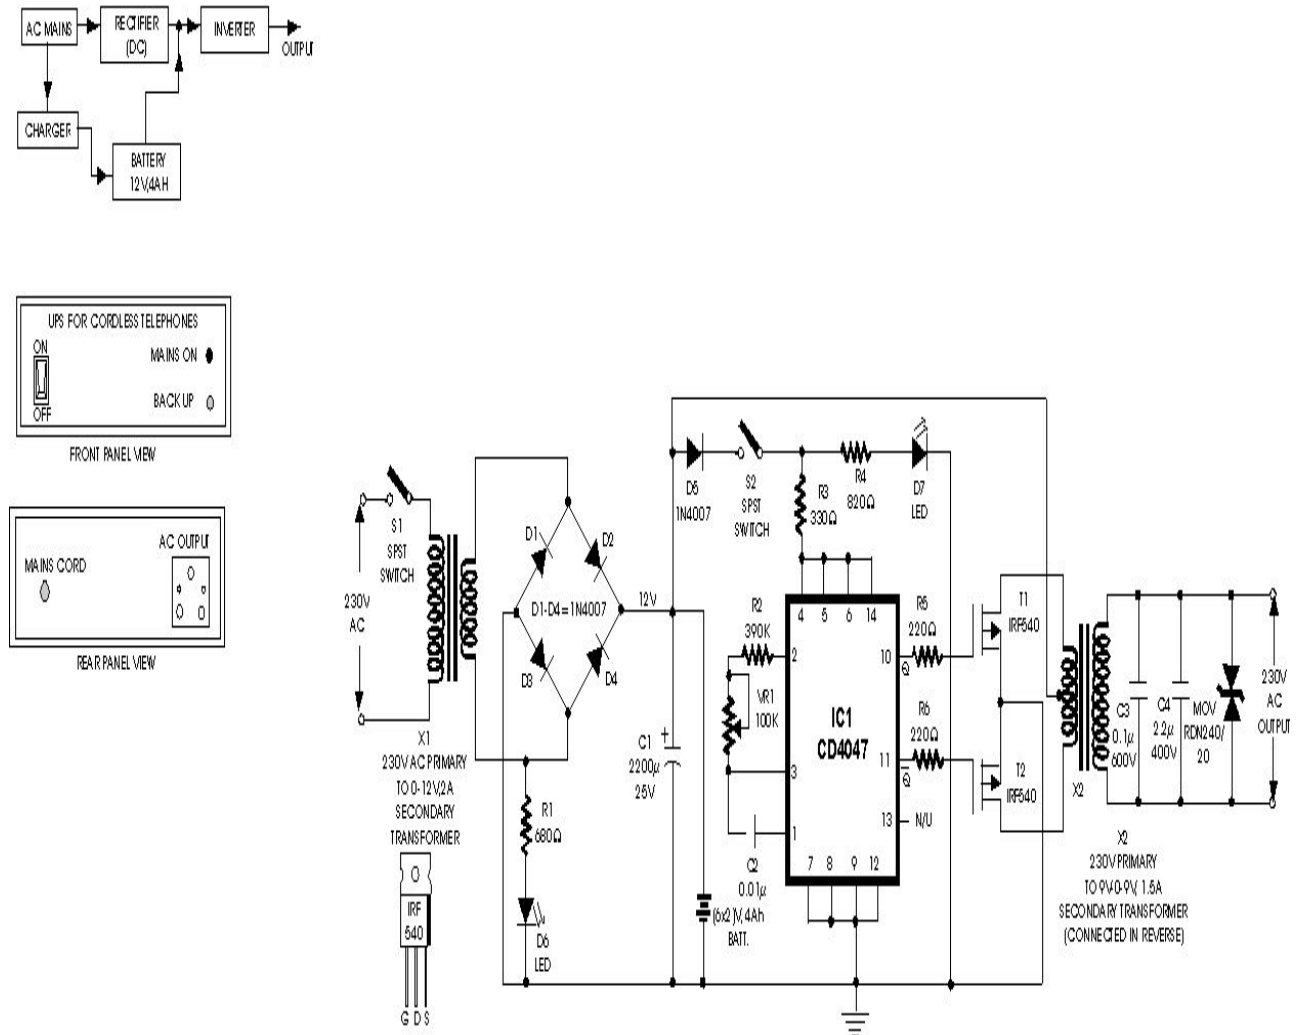 AC MAINS
RECTIFIER
(DC)
INVERTER
OUTPUT
CHARGER
BATTERY
12V,4AH
UPS FOR CORDLESS TELEPHONES
ON
OFF
MAINS ON
BACK UP
FRONT PANEL VIEW
AC OUTPUT
MAINS CORD
REAR PANEL VIEW
S1
SPST
SWITCH
230V
AC
X1
230V AC PRIMARY
TO 0-12V,2A
SECONDARY
TRANSFORMER
IRF
540
G D S
D1
D2
D1-D4=1N4007
D3
D4
R1
680Ω
D6
LED
12V
C1
2200μ
25V
+
(6x2)V,4Ah
BATT.
D5
1N4007
S2
SPST
SWITCH
R3
330Ω
R4
820Ω
D7
LED
R2
390K
VR1
100K
C2
0.01μ
4 5 6 14
2
3
1
IC1
CD4047
10
Q
11
Q̅
13
N/U
7 8 9 12
R5
220Ω
R6
220Ω
T1
IRF540
T2
IRF540
X2
C3
0.1μ
600V
C4
2.2μ
400V
MOV
RDN240/
20
230V
AC
OUTPUT
X2
230V PRIMARY
TO 9V-0-9V, 1.5A
SECONDARY TRANSFORMER
(CONNECTED IN REVERSE)